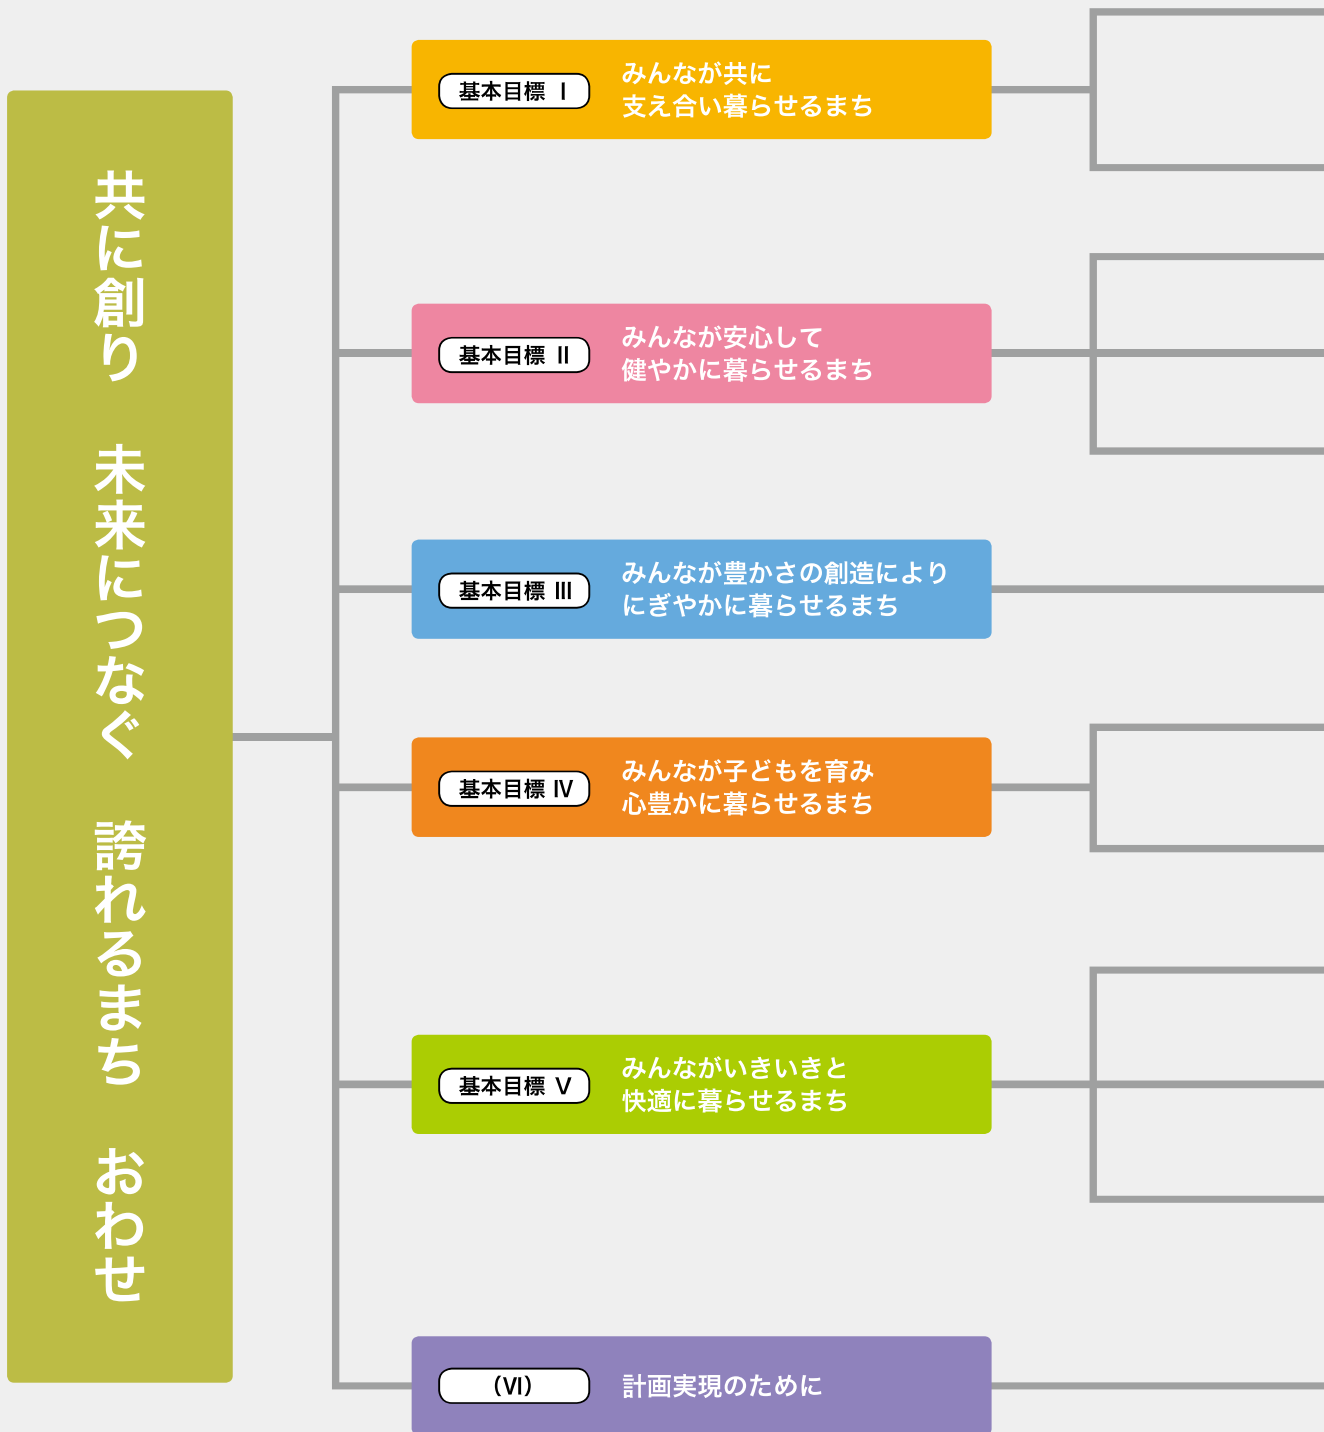 共に創り　未来につなぐ　誇れるまち　おわせ
基本目標 Ⅰ
みんなが共に
支え合い暮らせるまち
基本目標 Ⅱ
みんなが安心して
健やかに暮らせるまち
基本目標 Ⅲ
みんなが豊かさの創造により
にぎやかに暮らせるまち
基本目標 Ⅳ
みんなが子どもを育み
心豊かに暮らせるまち
基本目標 Ⅴ
みんながいきいきと
快適に暮らせるまち
（Ⅵ）
計画実現のために